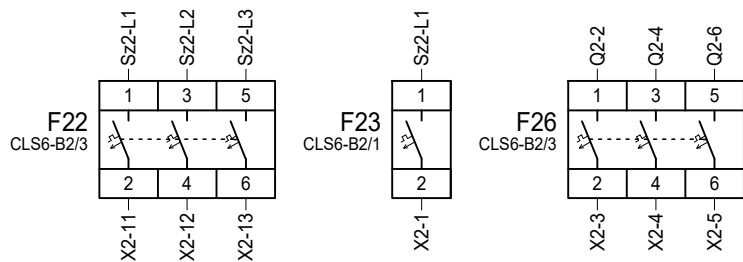 Sz2-L1
Sz2-L2
Sz2-L3
1
3
5
F22
CLS6-B2/3
2
4
6
X2-11
X2-12
X2-13
Sz2-L1
1
F23
CLS6-B2/1
2
X2-1
Q2-2
Q2-4
Q2-6
1
3
5
F26
CLS6-B2/3
2
4
6
X2-3
X2-4
X2-5